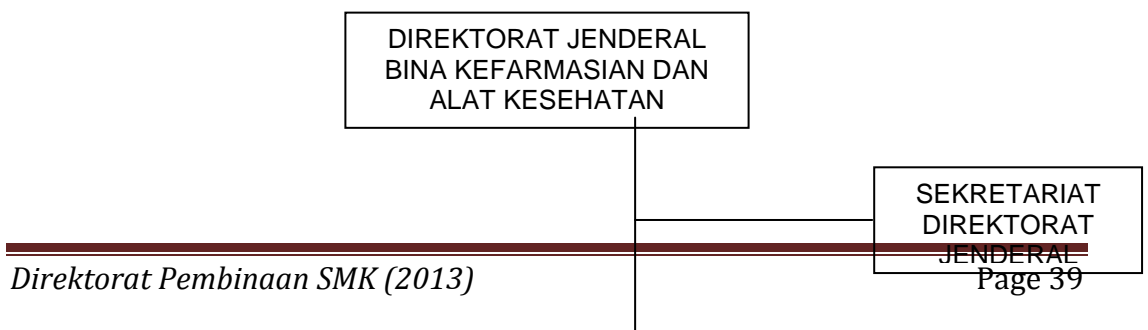 DIREKTORAT JENDERAL
BINA KEFARMASIAN DAN
ALAT KESEHATAN
SEKRETARIAT
DIREKTORAT
JENDERAL
Direktorat Pembinaan SMK (2013)
Page 39